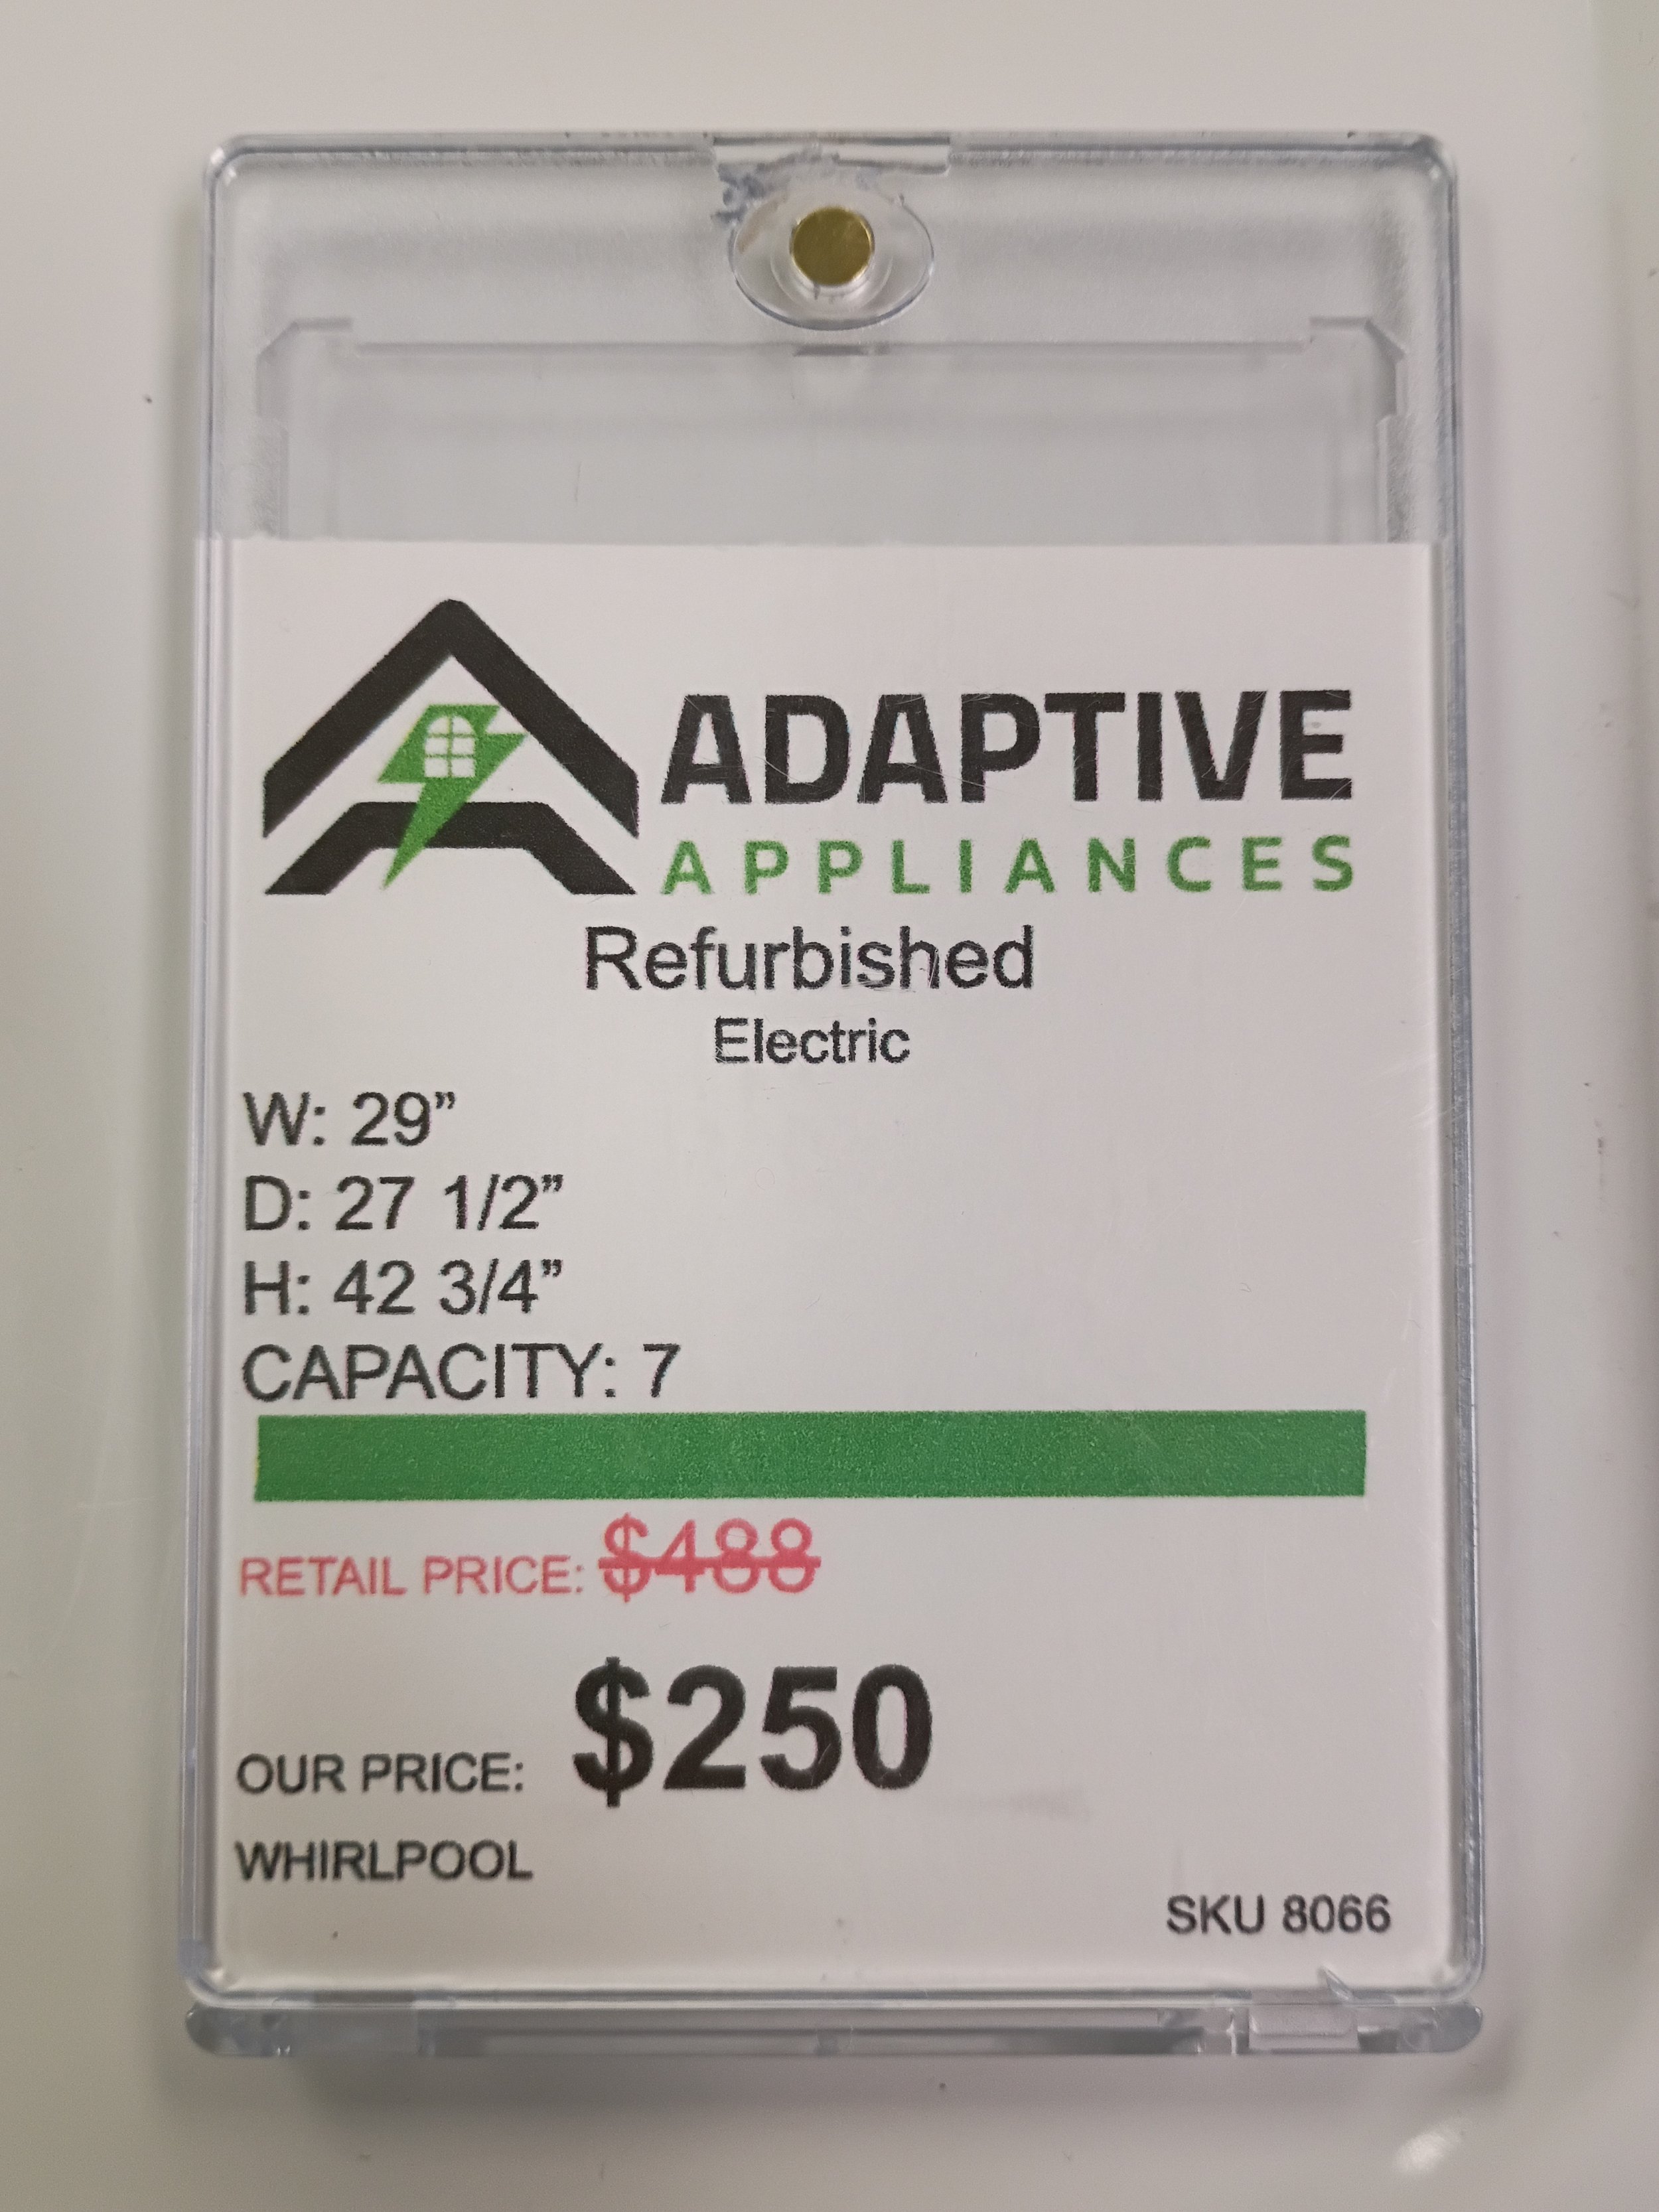 ADAPTIVE
APPLIANCES
Refurbished
Electric
W: 29”
D: 27 1/2”
H: 42 3/4”
CAPACITY: 7
RETAIL PRICE: $488
OUR PRICE: $250
WHIRLPOOL
SKU 8066